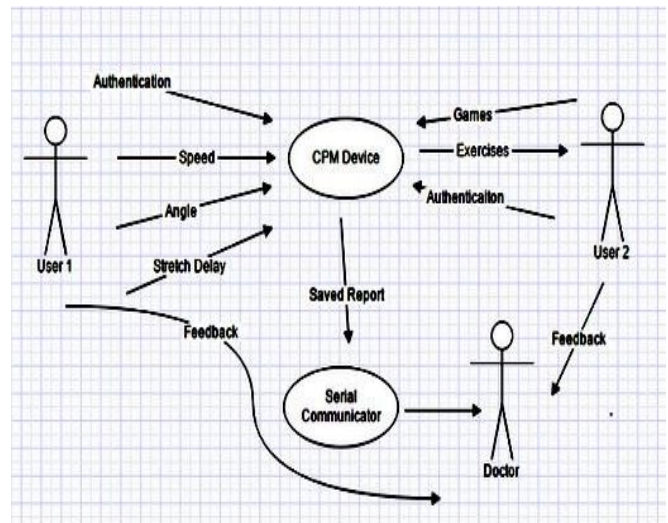 Authentication
Games
Speed
CPM Device
Exercises
Angle
Authenticaiton
User 1
Stretch Delay
User 2
Saved Report
Feedback
Feedback
Serial
Communicator
Doctor